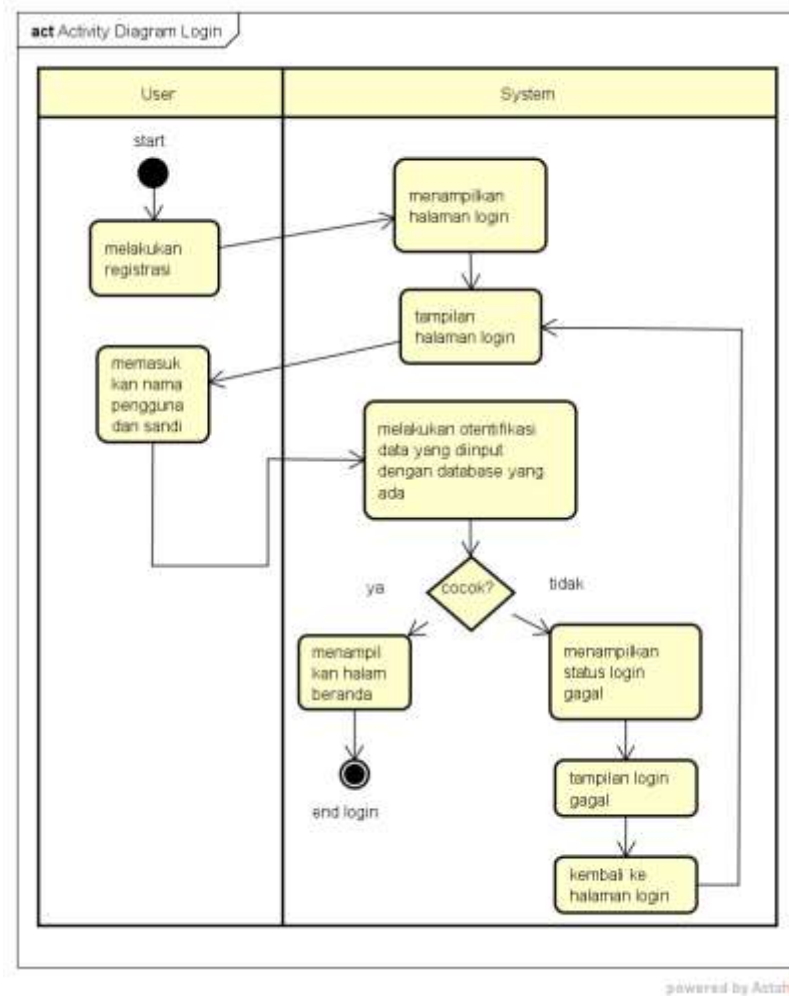 act Activity Diagram Login
User
System
start
melakukan
registrasi
menampilkan
halaman login
tampilan
halaman login
memasuk
kan nama
pengguna
dan sandi
melakukan otentifikasi
data yang diinput
dengan database yang
ada
ya
cocok?
tidak
menampil
kan halam
beranda
menampilkan
status login
gagal
end login
tampilan login
gagal
kembali ke
halaman login
powered by Astah